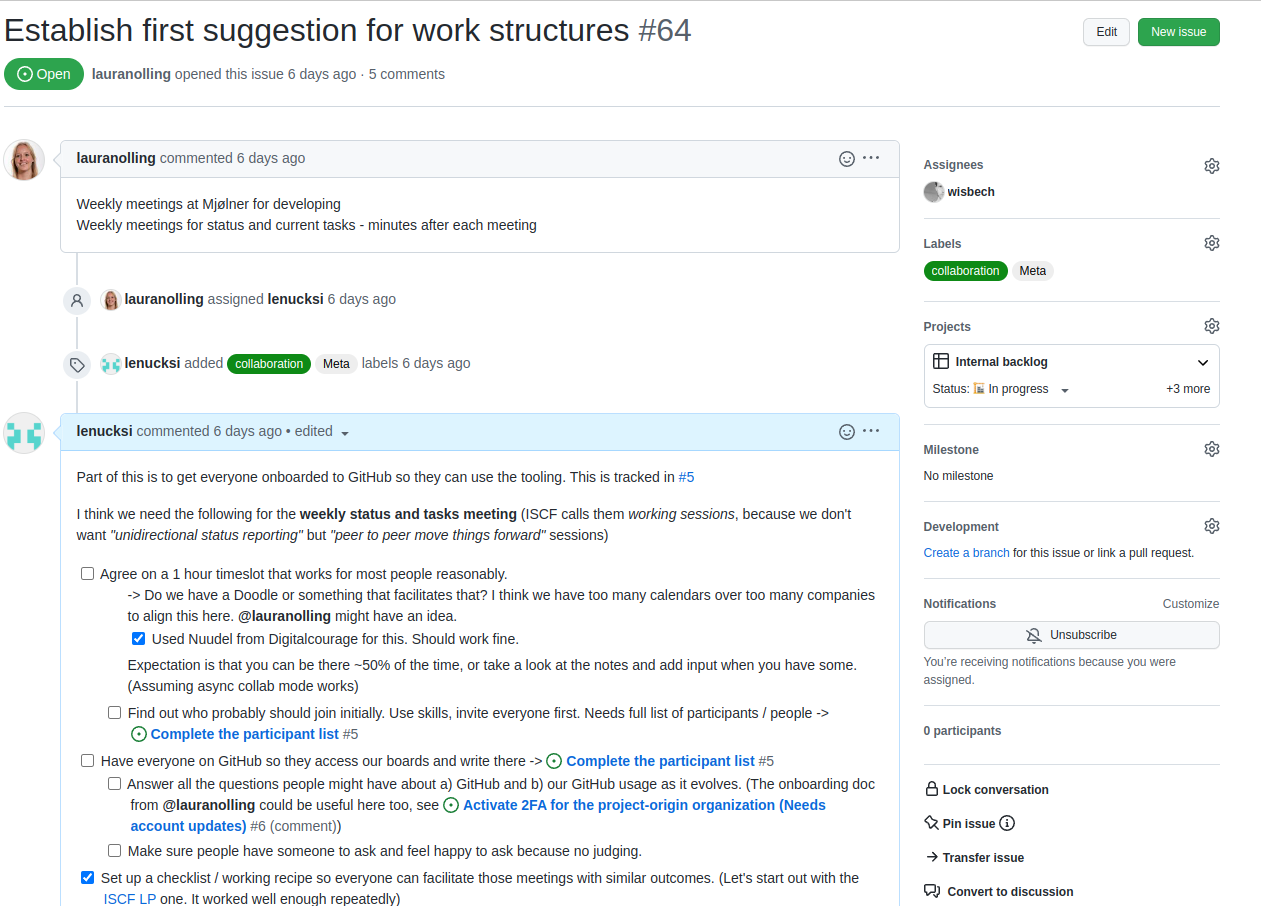 Establish first suggestion for work structures #64
Edit
New issue
Open
lauranolling opened this issue 6 days ago · 5 comments
lauranolling commented 6 days ago
Weekly meetings at Mjølner for developing
Weekly meetings for status and current tasks - minutes after each meeting
lauranolling assigned lenucksi 6 days ago
lenucksi added collaboration Meta labels 6 days ago
lenucksi commented 6 days ago • edited
Part of this is to get everyone onboarded to GitHub so they can use the tooling. This is tracked in #5
I think we need the following for the weekly status and tasks meeting (ISCF calls them working sessions, because we don't
want "unidirectional status reporting" but "peer to peer move things forward" sessions)
Agree on a 1 hour timeslot that works for most people reasonably.
-> Do we have a Doodle or something that facilitates that? I think we have too many calendars over too many companies
to align this here. @lauranolling might have an idea.
Used Nuudel from Digitalcourage for this. Should work fine.
Expectation is that you can be there ~50% of the time, or take a look at the notes and add input when you have some.
(Assuming async collab mode works)
Find out who probably should join initially. Use skills, invite everyone first. Needs full list of participants / people ->
Complete the participant list #5
Have everyone on GitHub so they access our boards and write there -> Complete the participant list #5
Answer all the questions people might have about a) GitHub and b) our GitHub usage as it evolves. (The onboarding doc
from @lauranolling could be useful here too, see Activate 2FA for the project-origin organization (Needs
account updates) #6 (comment))
Make sure people have someone to ask and feel happy to ask because no judging.
Set up a checklist / working recipe so everyone can facilitate those meetings with similar outcomes. (Let's start out with the
ISCF LP one. It worked well enough repeatedly)
Assignees
wisbech
Labels
collaboration Meta
Projects
Internal backlog
Status: In progress
+3 more
Milestone
No milestone
Development
Create a branch for this issue or link a pull request.
Notifications
Customize
Unsubscribe
You're receiving notifications because you were
assigned.
0 participants
Lock conversation
Pin issue
Transfer issue
Convert to discussion